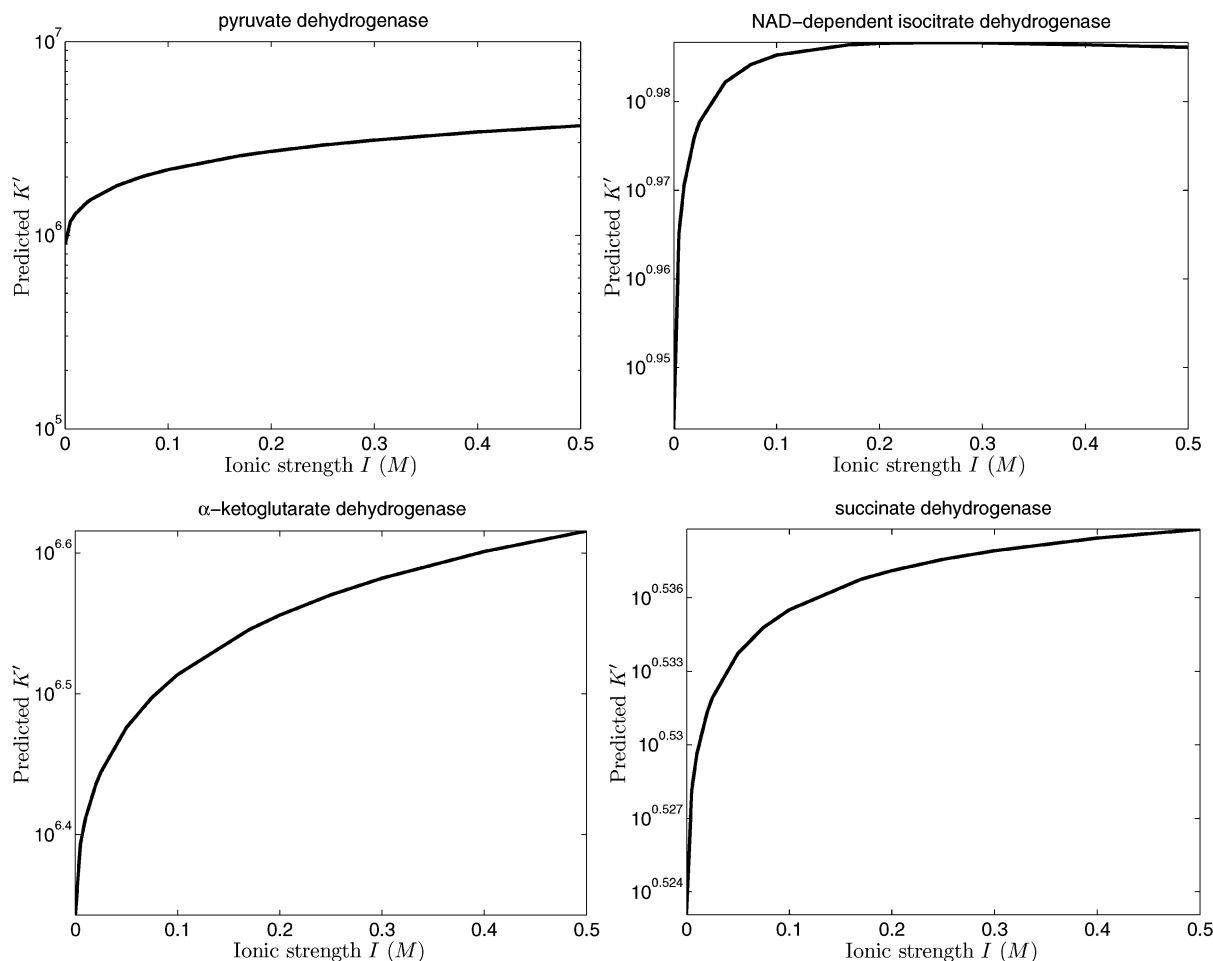 pyruvate dehydrogenase
10^7
10^6
10^5
Predicted K′
0 0.1 0.2 0.3 0.4 0.5
Ionic strength I (M)
NAD−dependent isocitrate dehydrogenase
10^0.98
10^0.97
10^0.96
10^0.95
Predicted K′
0 0.1 0.2 0.3 0.4 0.5
Ionic strength I (M)
α−ketoglutarate dehydrogenase
10^6.6
10^6.5
10^6.4
Predicted K′
0 0.1 0.2 0.3 0.4 0.5
Ionic strength I (M)
succinate dehydrogenase
10^0.536
10^0.533
10^0.53
10^0.527
10^0.524
Predicted K′
0 0.1 0.2 0.3 0.4 0.5
Ionic strength I (M)